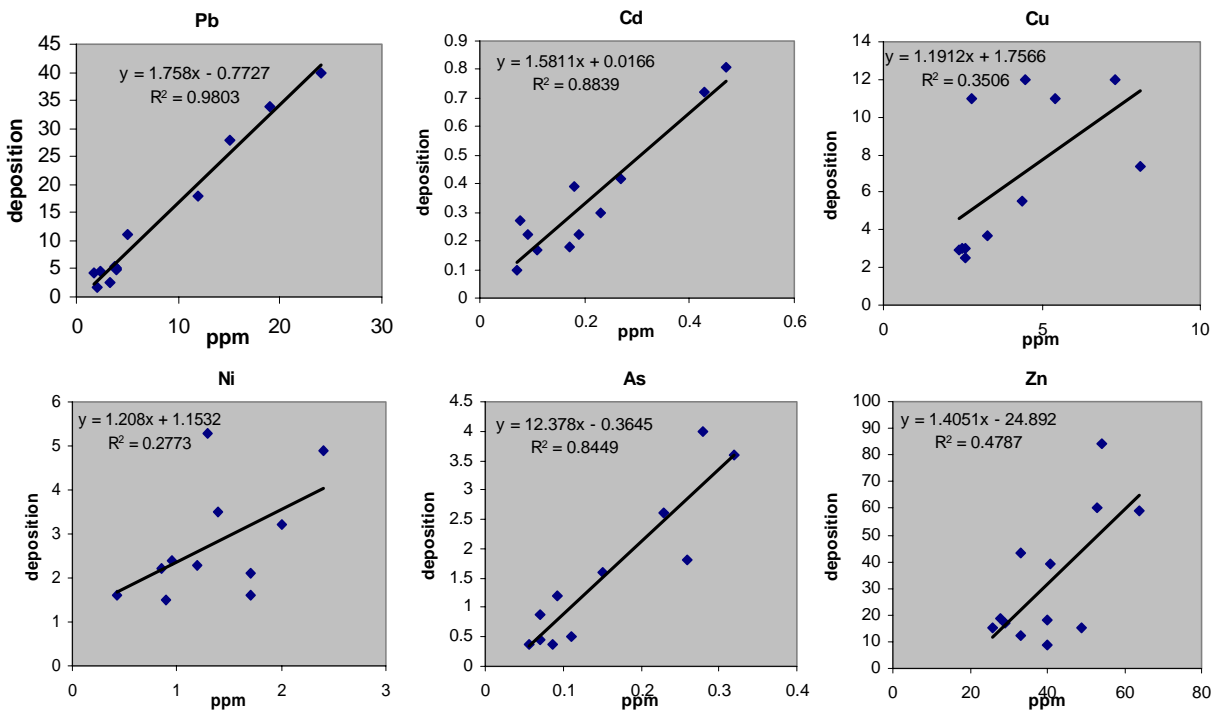 Pb
45
40
35
30
25
20
15
10
5
0
y = 1.758x - 0.7727
R² = 0.9803
deposition
0 10 20 30
ppm
Cd
0.9
0.8
0.7
0.6
0.5
0.4
0.3
0.2
0.1
0
y = 1.5811x + 0.0166
R² = 0.8839
deposition
0 0.2 0.4 0.6
ppm
Cu
14
12
10
8
6
4
2
0
y = 1.1912x + 1.7566
R² = 0.3506
deposition
0 5 10
ppm
Ni
6
5
4
3
2
1
0
y = 1.208x + 1.1532
R² = 0.2773
deposition
0 1 2 3
ppm
As
4.5
4
3.5
3
2.5
2
1.5
1
0.5
0
y = 12.378x - 0.3645
R² = 0.8449
deposition
0 0.1 0.2 0.3 0.4
ppm
Zn
100
90
80
70
60
50
40
30
20
10
0
y = 1.4051x - 24.892
R² = 0.4787
deposition
0 20 40 60 80
ppm